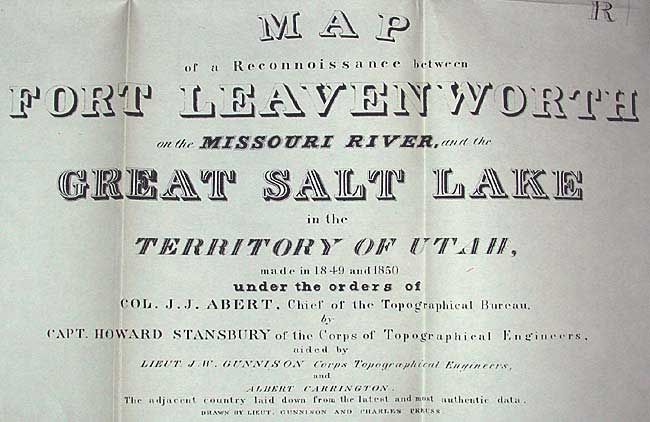 R
MAP
of a Reconnoissance between
FORT LEAVENWORTH
on the MISSOURI RIVER, and the
GREAT SALT LAKE
in the
TERRITORY OF UTAH,
made in 1849 and 1850
under the orders of
COL. J. J. ABERT, Chief of the Topographical Bureau,
by
CAPT. HOWARD STANSBURY of the Corps of Topographical Engineers,
aided by
LIEUT. J. W. GUNNISON Corps Topographical Engineers,
and
ALBERT CARRINGTON.
The adjacent country laid down from the latest and most authentic data.
DRAWN BY LIEUT. GUNNISON AND CHARLES PREUSS.